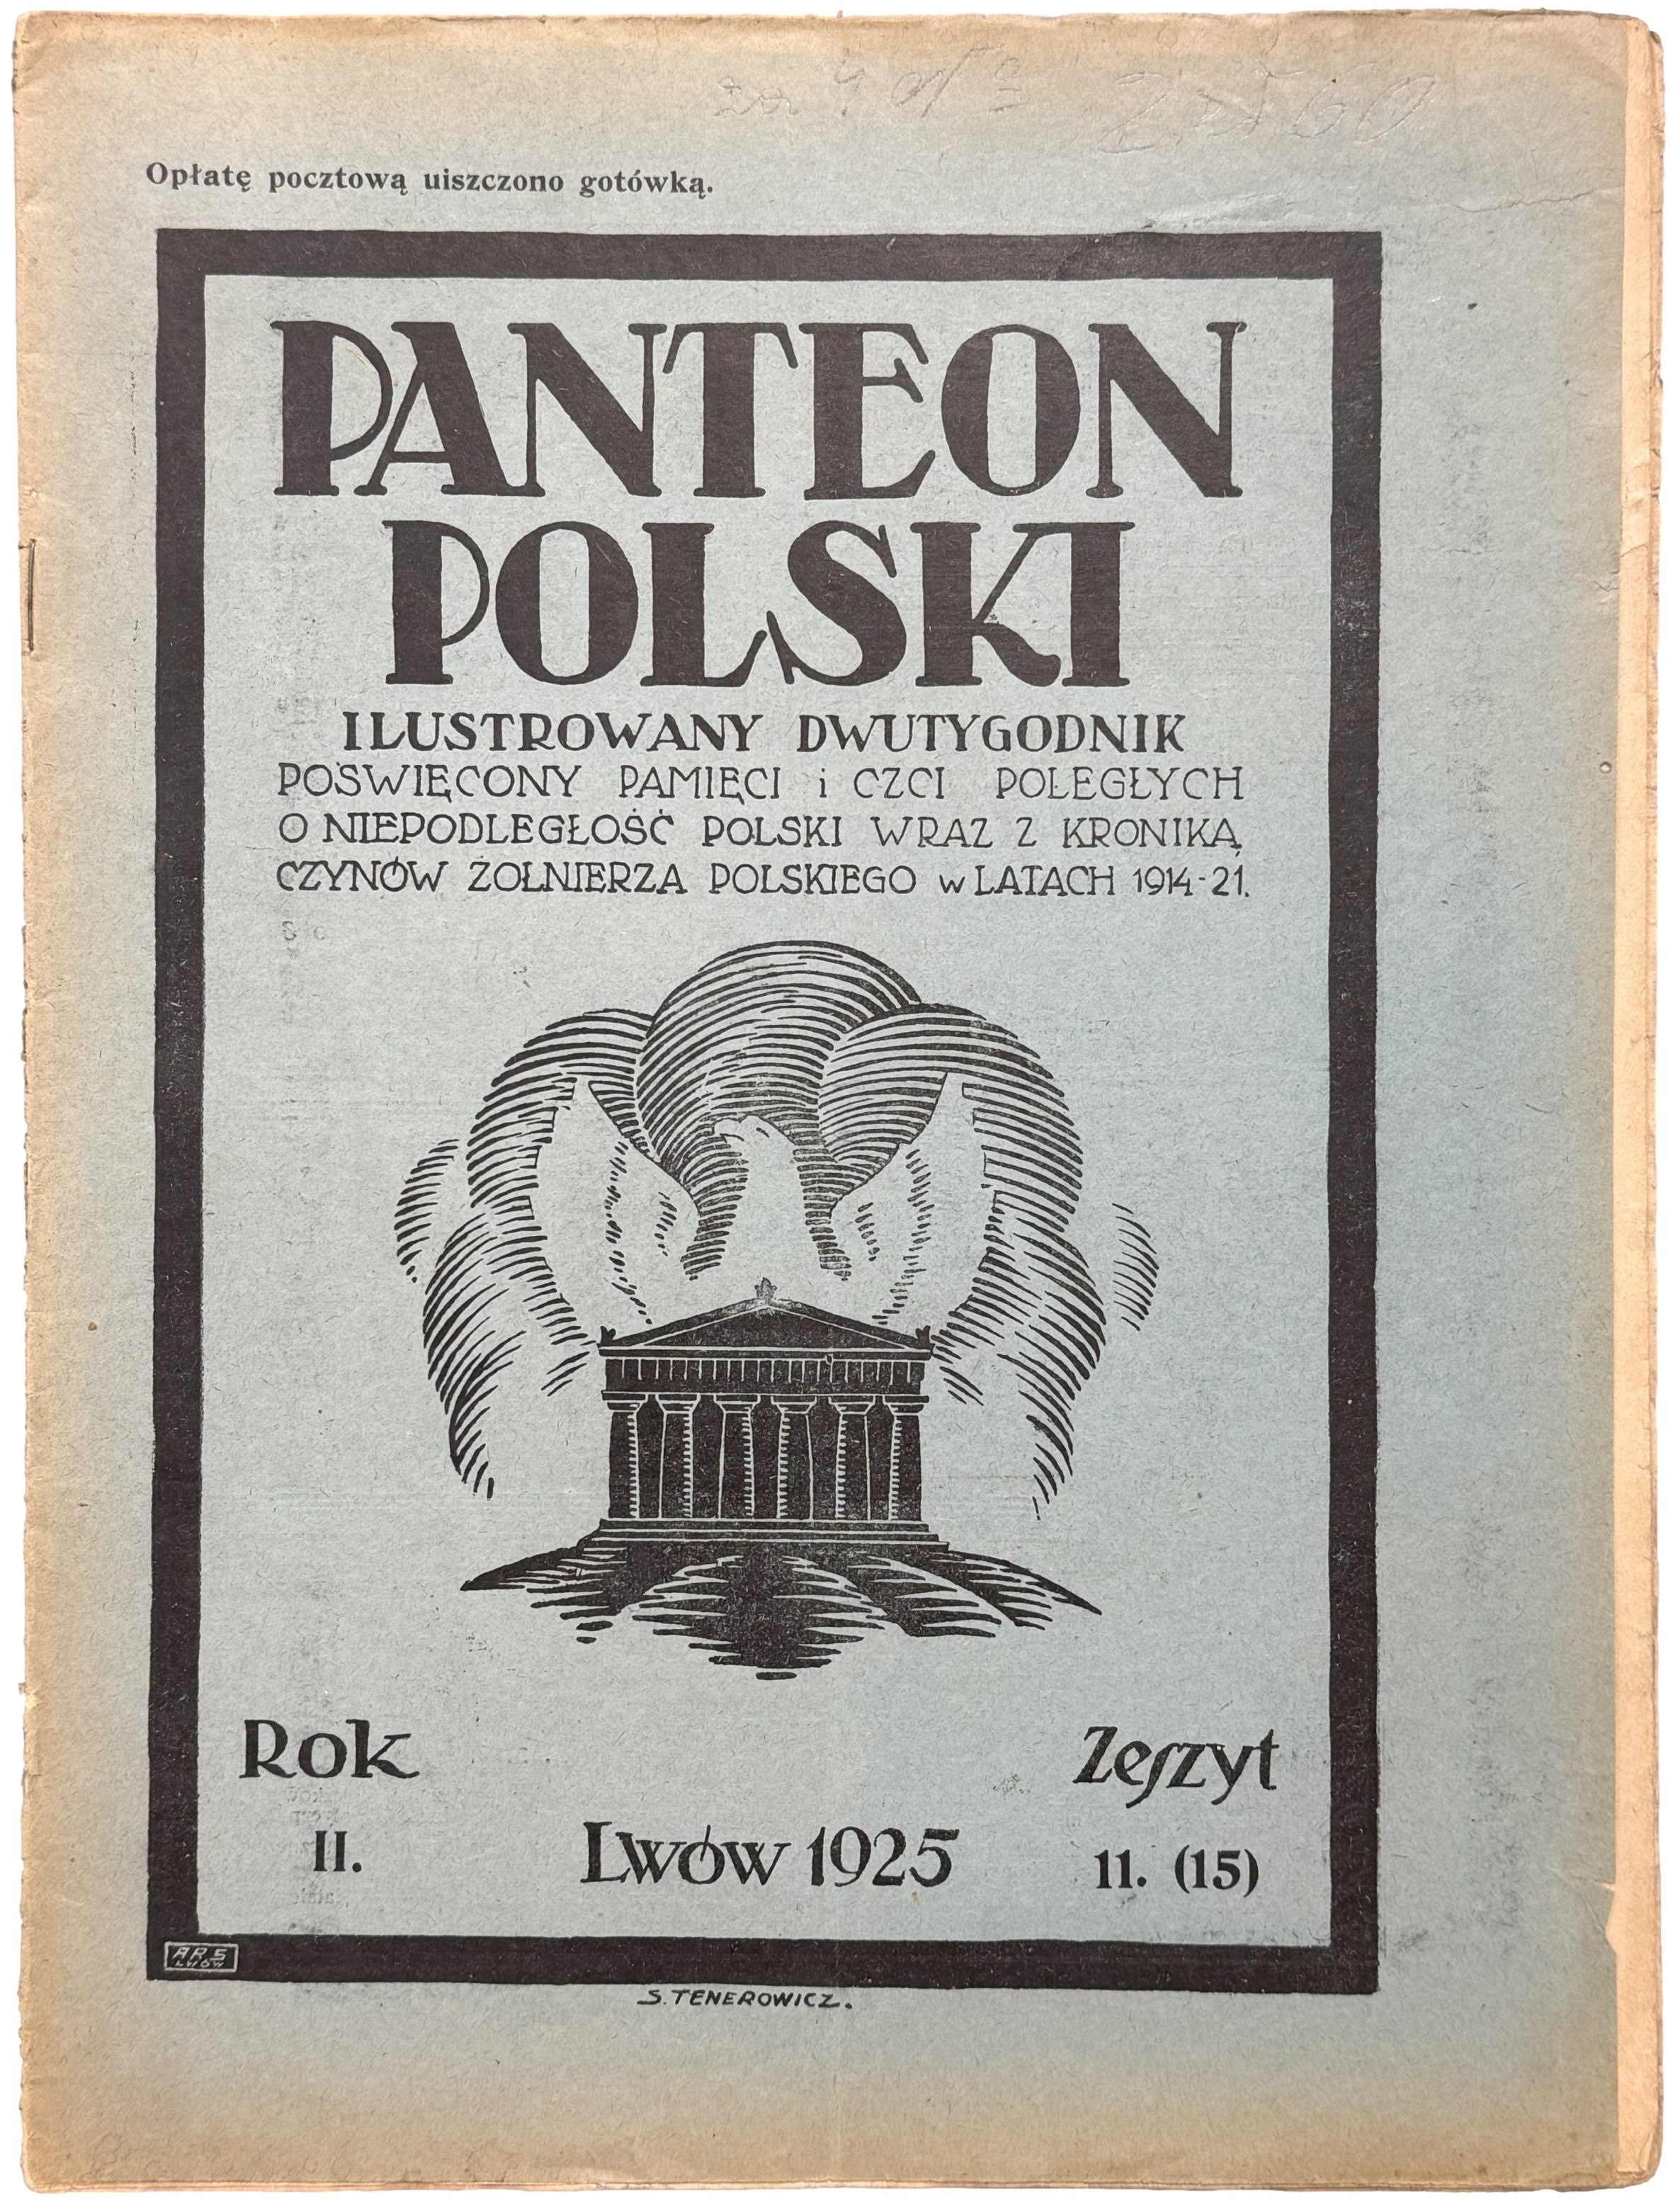 Opłatę pocztową uiszczono gotówką.
PANTEON
POLSKI
ILUSTROWANY DWUTYGODNIK
POŚWIĘCONY PAMIĘCI i CZCI POLEGŁYCH
O NIEPODLEGŁOŚĆ POLSKI WRAZ Z KRONIKĄ
CZYNÓW ŻOŁNIERZA POLSKIEGO w LATACH 1914-21.
Rok
II.
Lwów 1925
Zeszyt
11. (15)
ARS
LWÓW
S. TENEROWICZ.